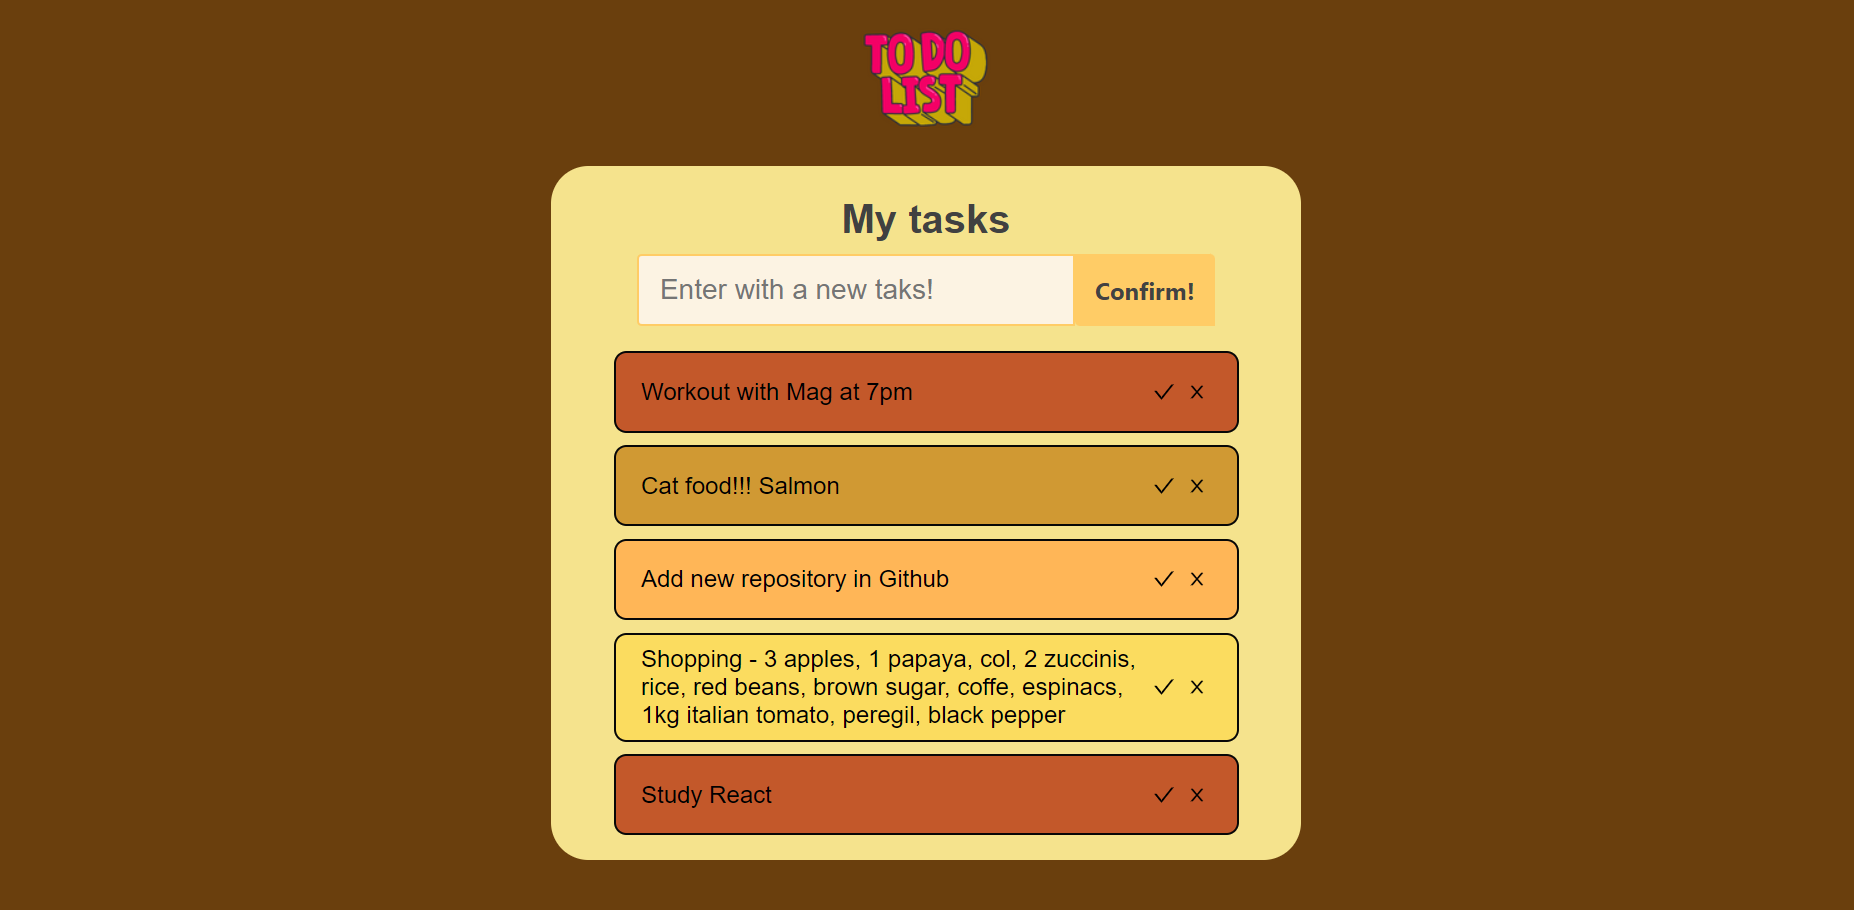 TO DO
LIST
My tasks
Enter with a new taks!
Confirm!
Workout with Mag at 7pm
Cat food!!! Salmon
Add new repository in Github
Shopping - 3 apples, 1 papaya, col, 2 zuccinis,
rice, red beans, brown sugar, coffe, espinacs,
1kg italian tomato, peregil, black pepper
Study React